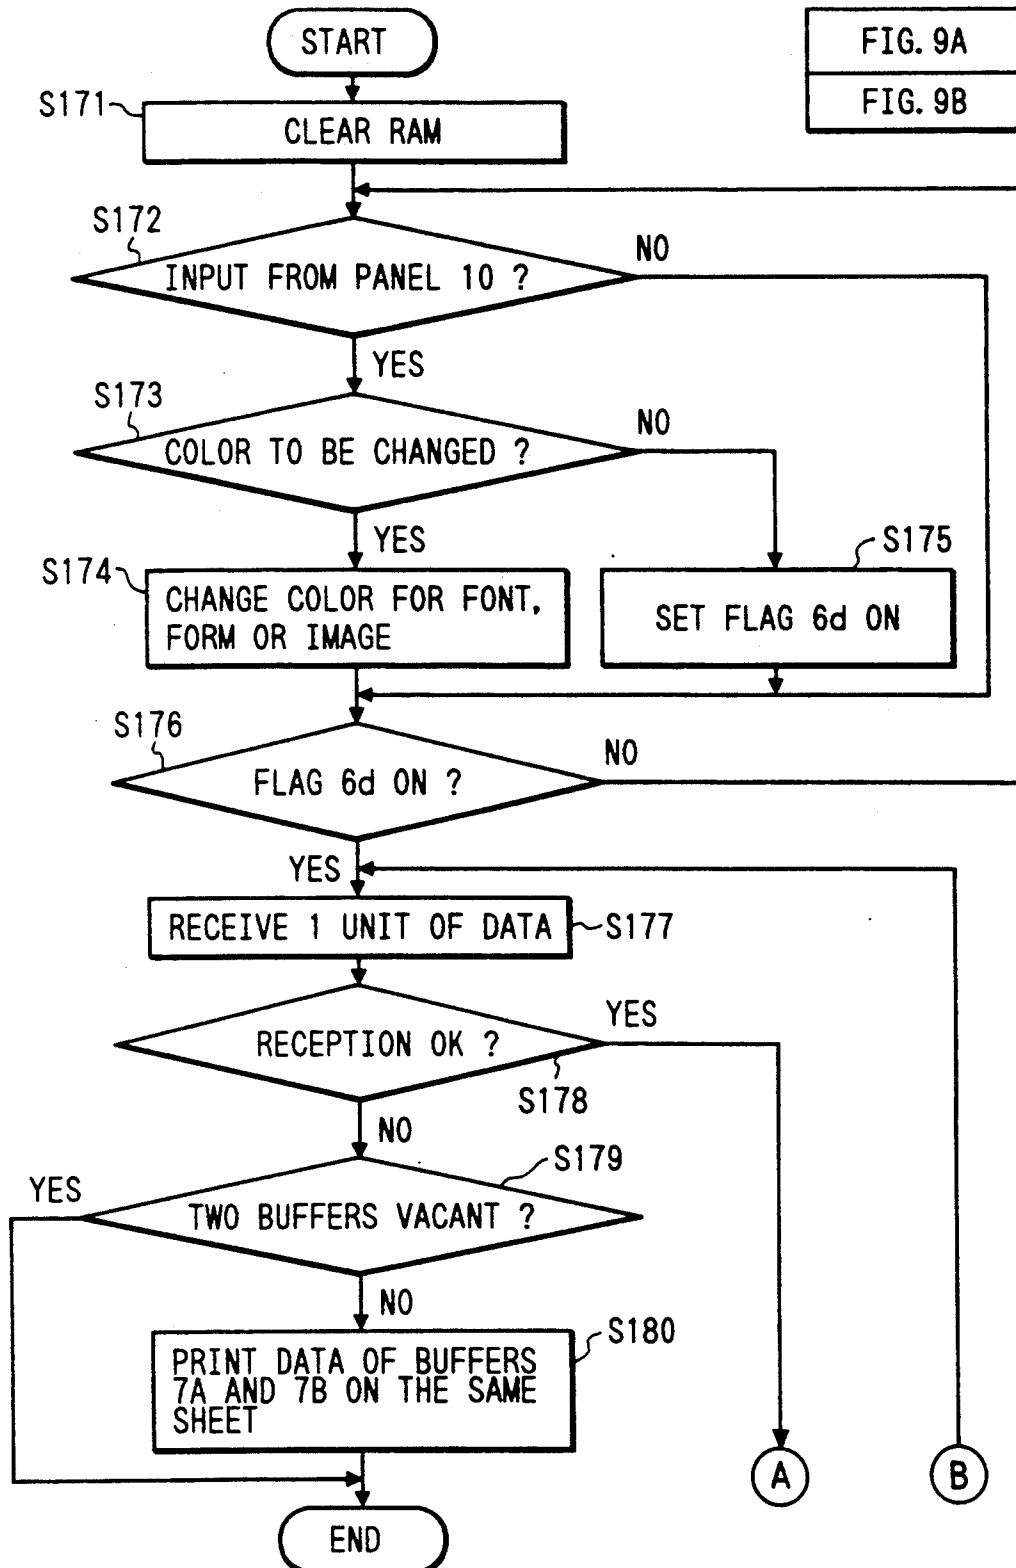 START
FIG. 9A
FIG. 9B
S171
CLEAR RAM
S172
INPUT FROM PANEL 10 ?
NO
YES
S173
COLOR TO BE CHANGED ?
NO
YES
S174
CHANGE COLOR FOR FONT,
FORM OR IMAGE
S175
SET FLAG 6d ON
S176
FLAG 6d ON ?
NO
YES
RECEIVE 1 UNIT OF DATA
S177
RECEPTION OK ?
YES
S178
NO
S179
YES
TWO BUFFERS VACANT ?
NO
S180
PRINT DATA OF BUFFERS
7A AND 7B ON THE SAME
SHEET
A
B
END